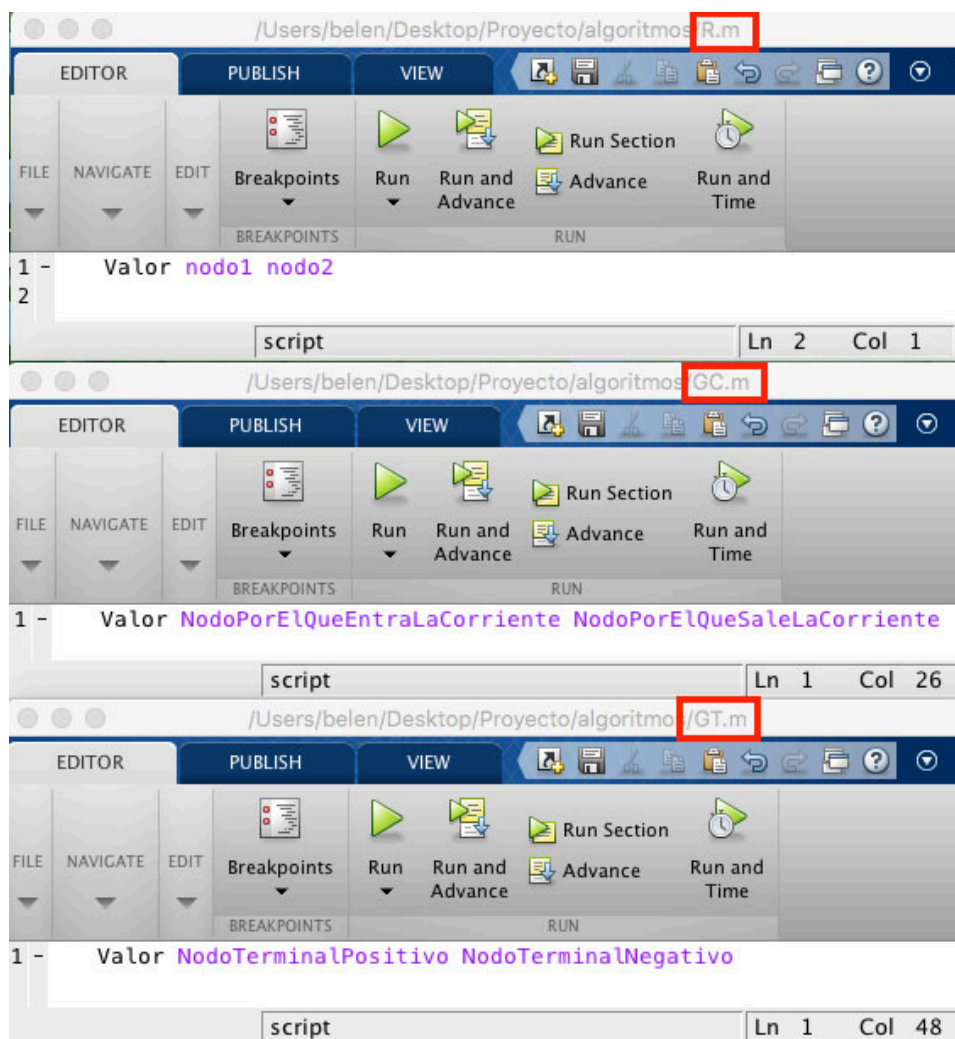 /Users/belen/Desktop/Proyecto/algoritmos/R.m
EDITOR PUBLISH VIEW
FILE NAVIGATE EDIT Breakpoints Run Run and Advance Run Section Advance Run and Time
BREAKPOINTS RUN
1 - Valor nodo1 nodo2
2
script Ln 2 Col 1
/Users/belen/Desktop/Proyecto/algoritmos/GC.m
EDITOR PUBLISH VIEW
FILE NAVIGATE EDIT Breakpoints Run Run and Advance Run Section Advance Run and Time
BREAKPOINTS RUN
1 - Valor NodoPorElQueEntraLaCorriente NodoPorElQueSaleLaCorriente
script Ln 1 Col 26
/Users/belen/Desktop/Proyecto/algoritmos/GT.m
EDITOR PUBLISH VIEW
FILE NAVIGATE EDIT Breakpoints Run Run and Advance Run Section Advance Run and Time
BREAKPOINTS RUN
1 - Valor NodoTerminalPositivo NodoTerminalNegativo
script Ln 1 Col 48